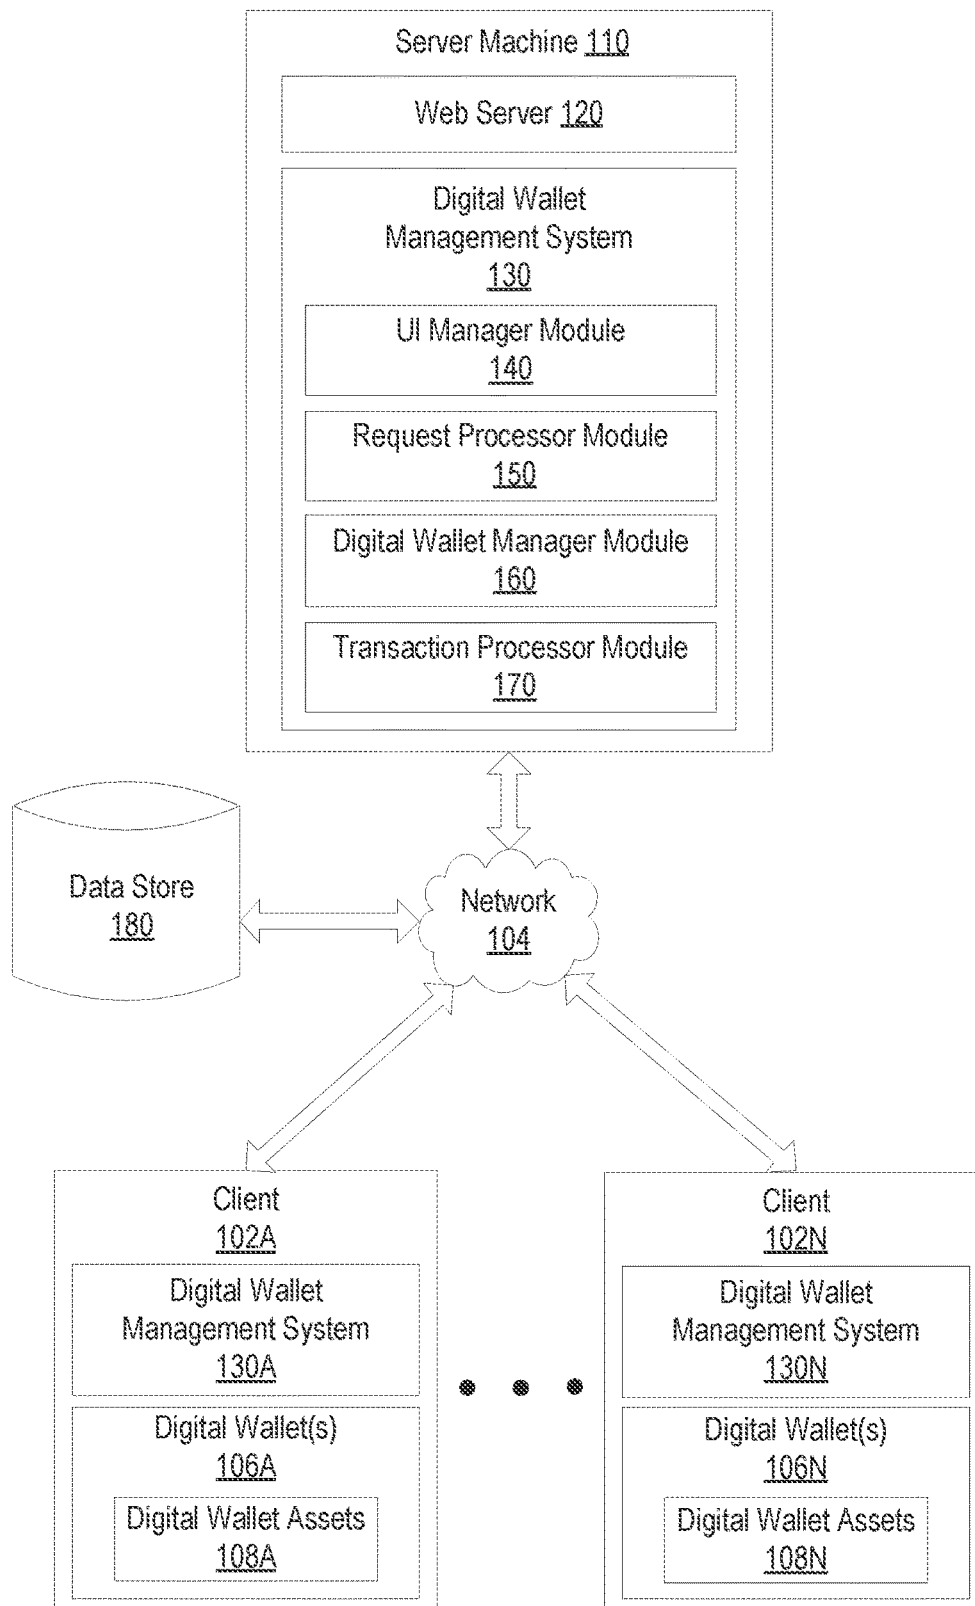 Server Machine 110
Web Server 120
Digital Wallet
Management System
130
UI Manager Module
140
Request Processor Module
150
Digital Wallet Manager Module
160
Transaction Processor Module
170
Data Store
180
Network
104
Client
102A
Digital Wallet
Management System
130A
Digital Wallet(s)
106A
Digital Wallet Assets
108A
Client
102N
Digital Wallet
Management System
130N
Digital Wallet(s)
106N
Digital Wallet Assets
108N